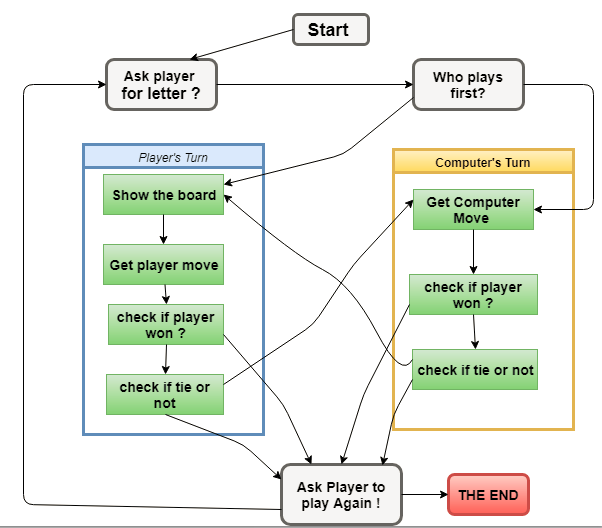 Start
Ask player
for letter ?
Who plays
first?
Player's Turn
Show the board
Get player move
check if player
won ?
check if tie or
not
Computer's Turn
Get Computer
Move
check if player
won ?
check if tie or not
Ask Player to
play Again !
THE END